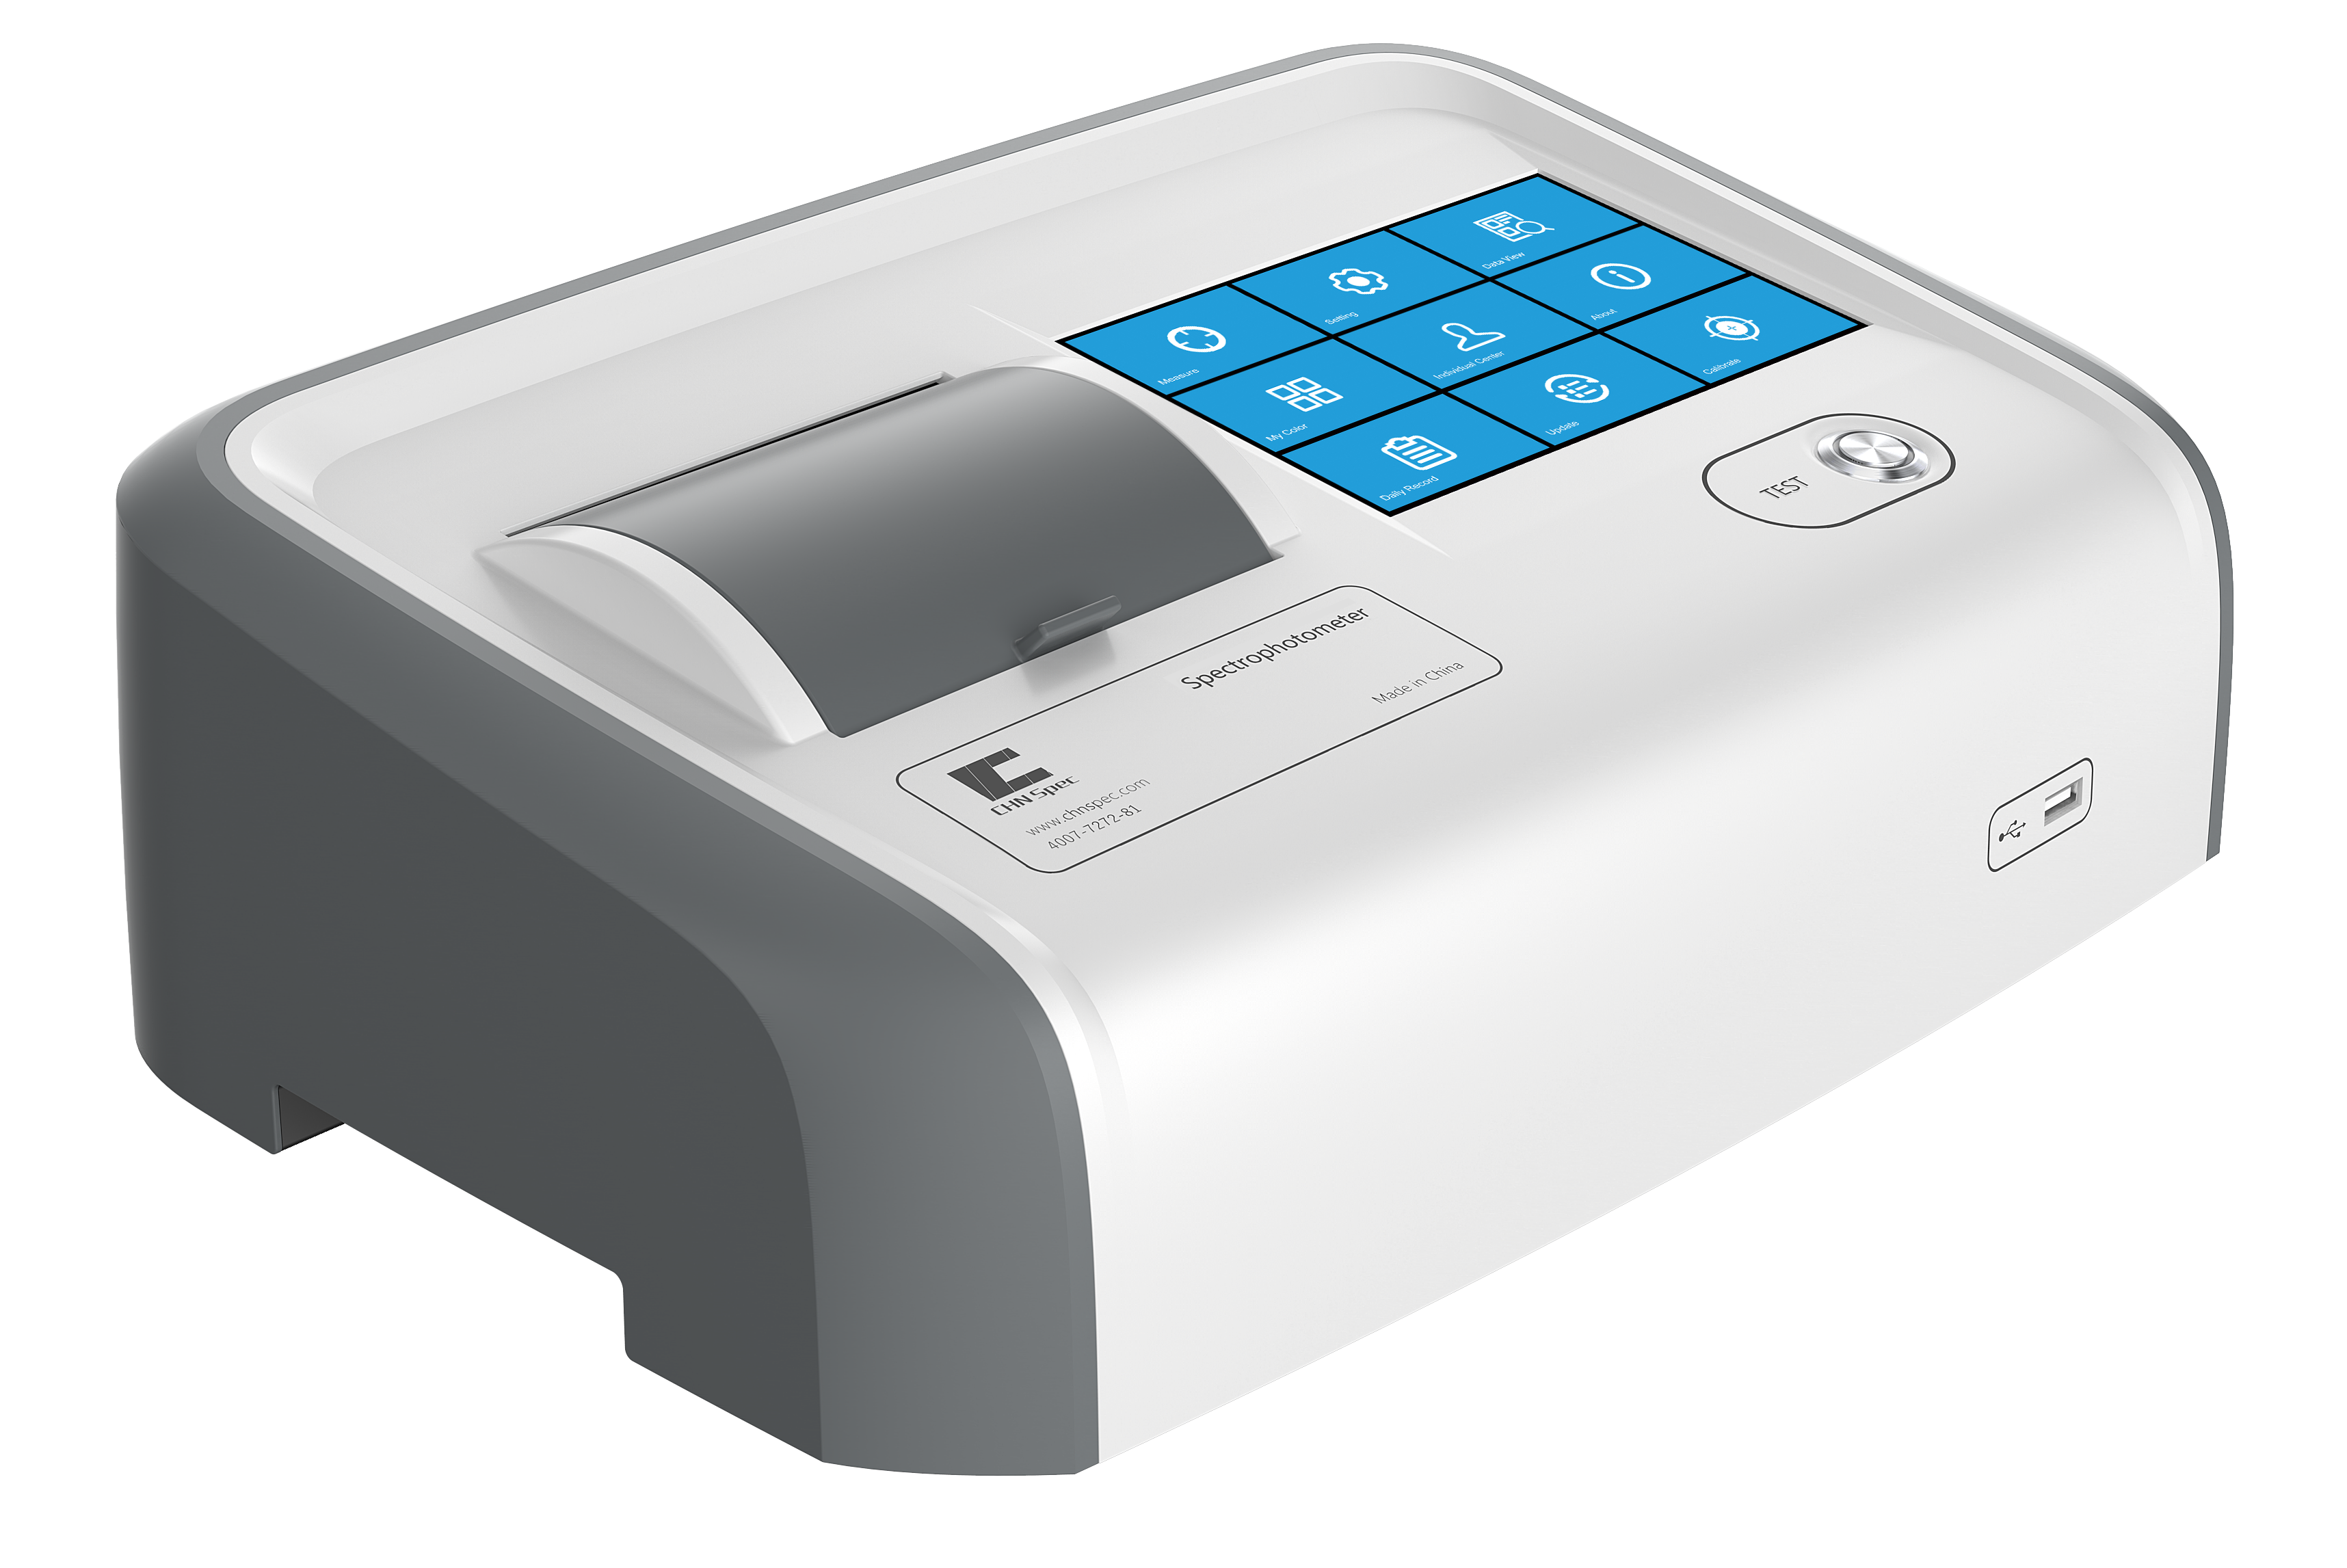 Measure
Setting
Data View
My Color
Individual Center
About
Daily Record
Update
Calibrate
TEST
Spectrophotometer
Made in China
CHN Spec
www.chnspec.com
4007-7272-81